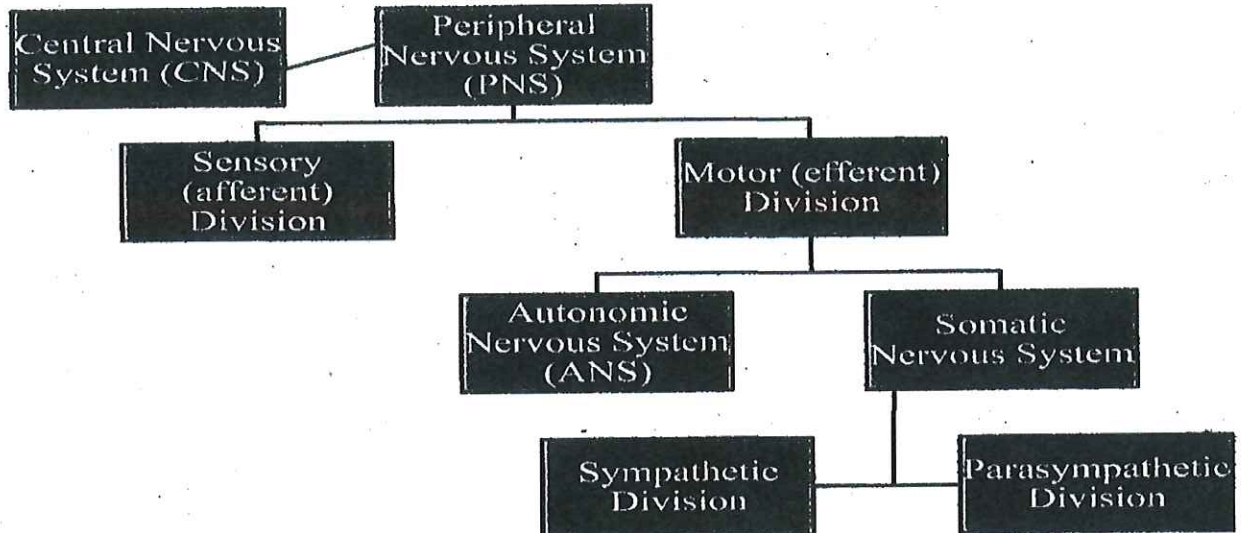 Central Nervous
System (CNS)
Peripheral
Nervous System
(PNS)
Sensory
(afferent)
Division
Motor (efferent)
Division
Autonomic
Nervous System
(ANS)
Somatic
Nervous System
Sympathetic
Division
Parasympathetic
Division